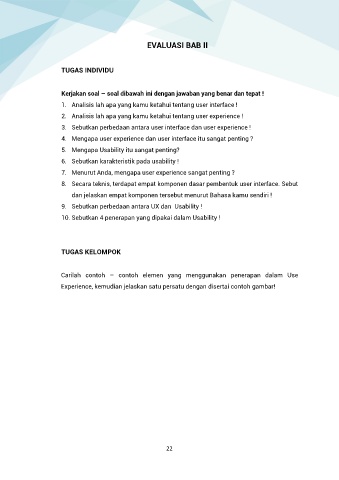 EVALUASI BAB II
TUGAS INDIVIDU
Kerjakan soal – soal dibawah ini dengan jawaban yang benar dan tepat !
1. Analisis lah apa yang kamu ketahui tentang user interface !
2. Analisis lah apa yang kamu ketahui tentang user experience !
3. Sebutkan perbedaan antara user interface dan user experience !
4. Mengapa user experience dan user interface itu sangat penting ?
5. Mengapa Usability itu sangat penting?
6. Sebutkan karakteristik pada usability !
7. Menurut Anda, mengapa user experience sangat penting ?
8. Secara teknis, terdapat empat komponen dasar pembentuk user interface. Sebut
dan jelaskan empat komponen tersebut menurut Bahasa kamu sendiri !
9. Sebutkan perbedaan antara UX dan Usability !
10. Sebutkan 4 penerapan yang dipakai dalam Usability !
TUGAS KELOMPOK
Carilah contoh – contoh elemen yang menggunakan penerapan dalam Use
Experience, kemudian jelaskan satu persatu dengan disertai contoh gambar!
22